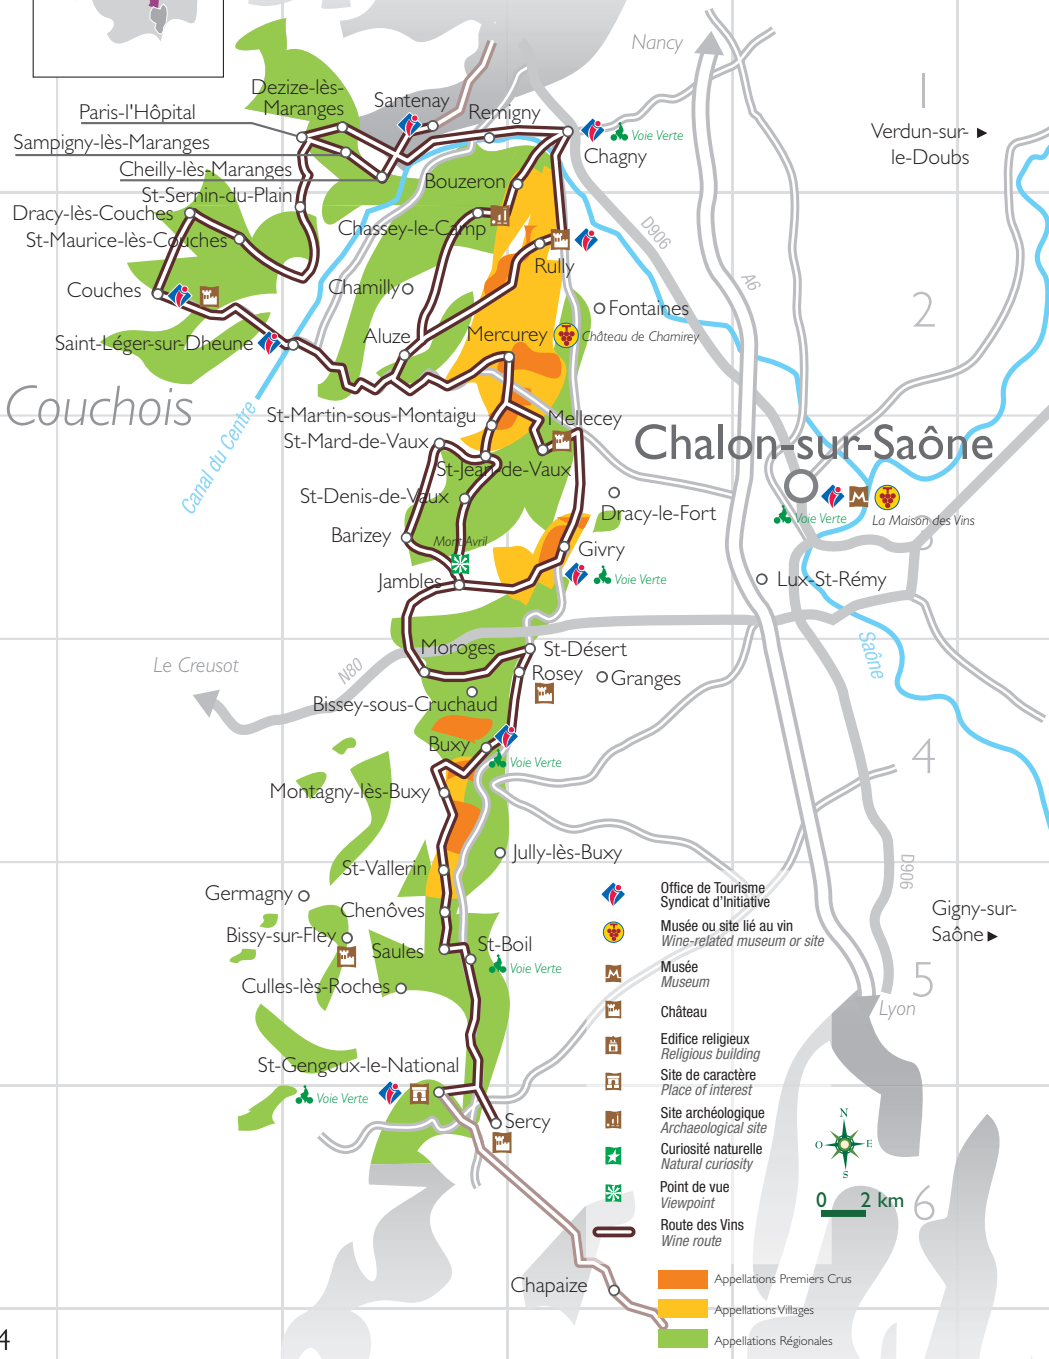 Nancy
1
Dezize-lès-
Maranges
Santenay
Paris-l'Hôpital
Remigny
Voie Verte
Verdun-sur-
le-Doubs
Sampigny-lès-Maranges
Chagny
Cheilly-lès-Maranges
Bouzeron
St-Sernin-du-Plain
Dracy-lès-Couches
Chassey-le-Camp
D906
St-Maurice-lès-Couches
Rully
A6
Couches
Chamilly
Fontaines
2
Saint-Léger-sur-Dheune
Aluze
Mercurey
Château de Chamirey
Couchois
Canal du Centre
St-Martin-sous-Montaigu
Mellecey
St-Mard-de-Vaux
Chalon-sur-Saône
St-Jean-de-Vaux
St-Denis-de-Vaux
Dracy-le-Fort
Voie Verte
La Maison des Vins
3
Barizey
Mont Avril
Givry
Jambles
Voie Verte
Lux-St-Rémy
Moroges
St-Désert
Saône
Le Creusot
N80
Rosey
Granges
Bissey-sous-Cruchaud
Buxy
Voie Verte
4
Montagny-lès-Buxy
Jully-lès-Buxy
St-Vallerin
D906
Germagny
Chenôves
Gigny-sur-
Saône
Bissy-sur-Fley
Saules
St-Boil
Voie Verte
Culles-lès-Roches
5
Lyon
St-Gengoux-le-National
Voie Verte
Sercy
Chapaize
Office de Tourisme
Syndicat d'Initiative
Musée ou site lié au vin
Wine-related museum or site
M
Musée
Museum
Château
Edifice religieux
Religious building
Site de caractère
Place of interest
Site archéologique
Archaeological site
Curiosité naturelle
Natural curiosity
Point de vue
Viewpoint
Route des Vins
Wine route
Appellations Premiers Crus
Appellations Villages
Appellations Régionales
N
O
E
S
0
2 km
6
4